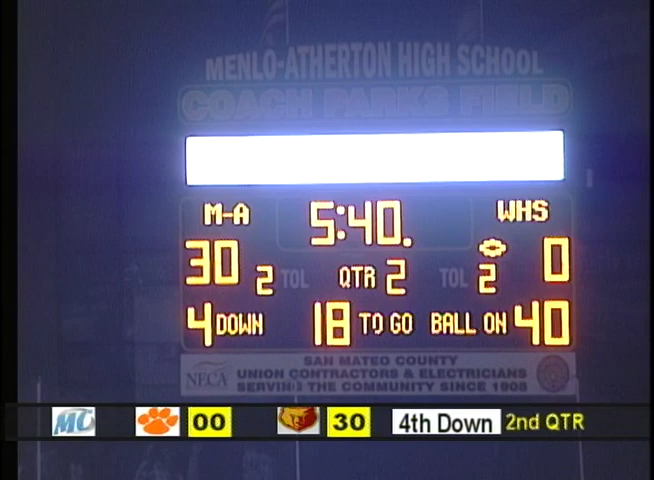 MENLO-ATHERTON HIGH SCHOOL
COACH PARKS FIELD
M-A 5:40. WHS
30 2 TOL QTR 2 TOL 2 0
4 DOWN 18 TO GO BALL ON 40
SAN MATEO COUNTY
NECA UNION CONTRACTORS & ELECTRICIANS
SERVING THE COMMUNITY SINCE 1908
MC 00 30 4th Down 2nd QTR